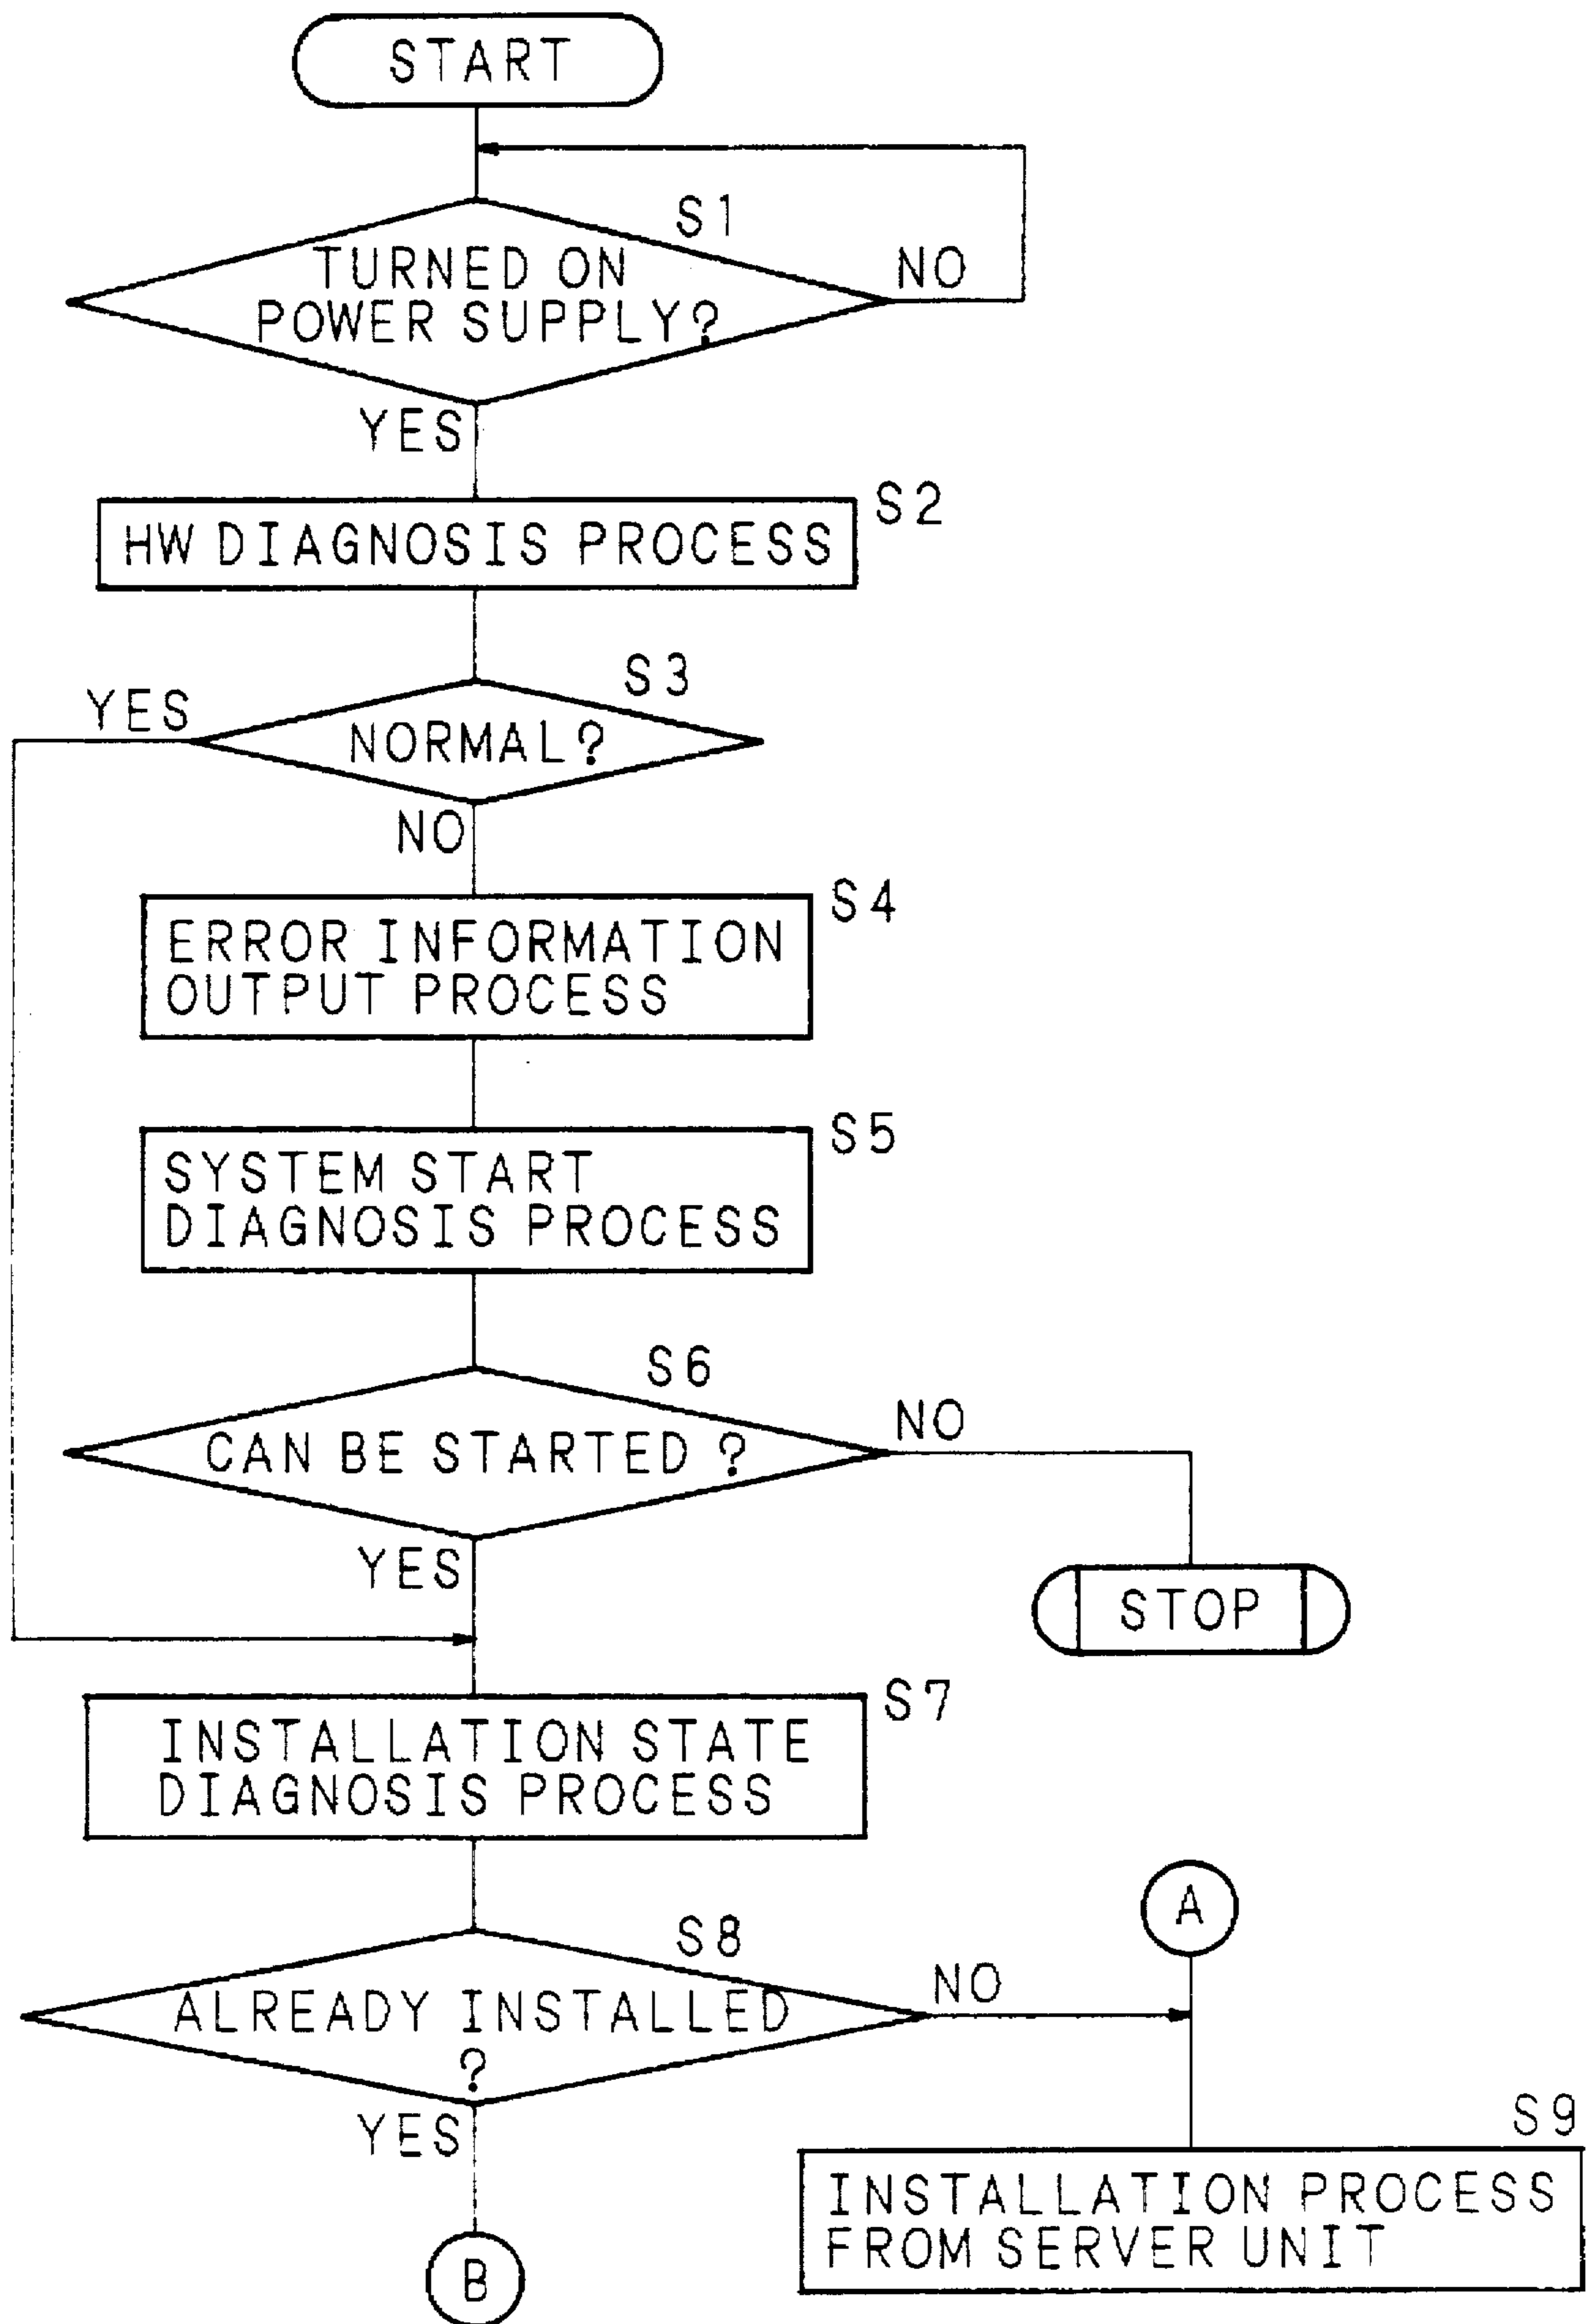 START
S1
TURNED ON
POWER SUPPLY?
NO
YES
S2
HW DIAGNOSIS PROCESS
S3
YES
NORMAL?
NO
S4
ERROR INFORMATION
OUTPUT PROCESS
S5
SYSTEM START
DIAGNOSIS PROCESS
S6
NO
CAN BE STARTED ?
YES
STOP
S7
INSTALLATION STATE
DIAGNOSIS PROCESS
A
S8
NO
ALREADY INSTALLED
?
YES
S9
INSTALLATION PROCESS
FROM SERVER UNIT
B